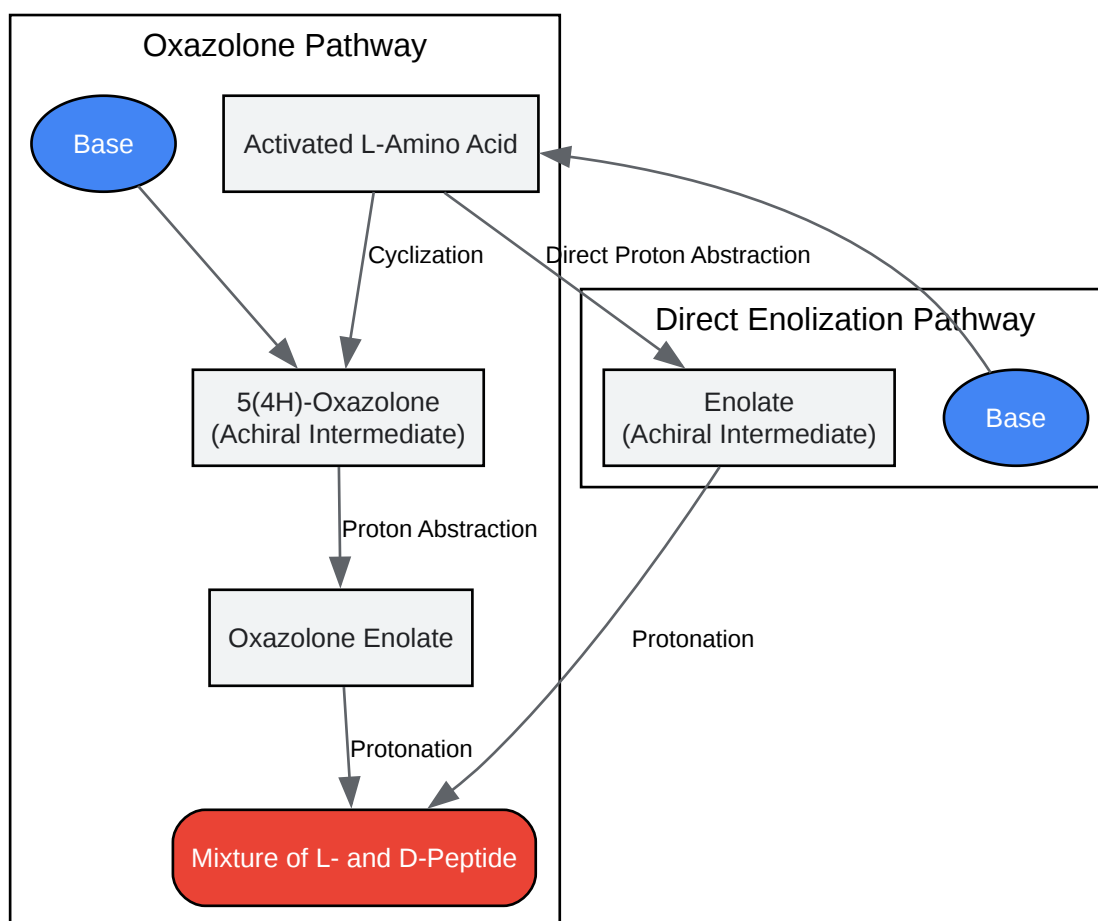 Oxazolone Pathway
Base
Activated L-Amino Acid
Cyclization
Direct Proton Abstraction
Direct Enolization Pathway
5(4H)-Oxazolone
(Achiral Intermediate)
Enolate
(Achiral Intermediate)
Base
Proton Abstraction
Oxazolone Enolate
Protonation
Protonation
Mixture of L- and D-Peptide